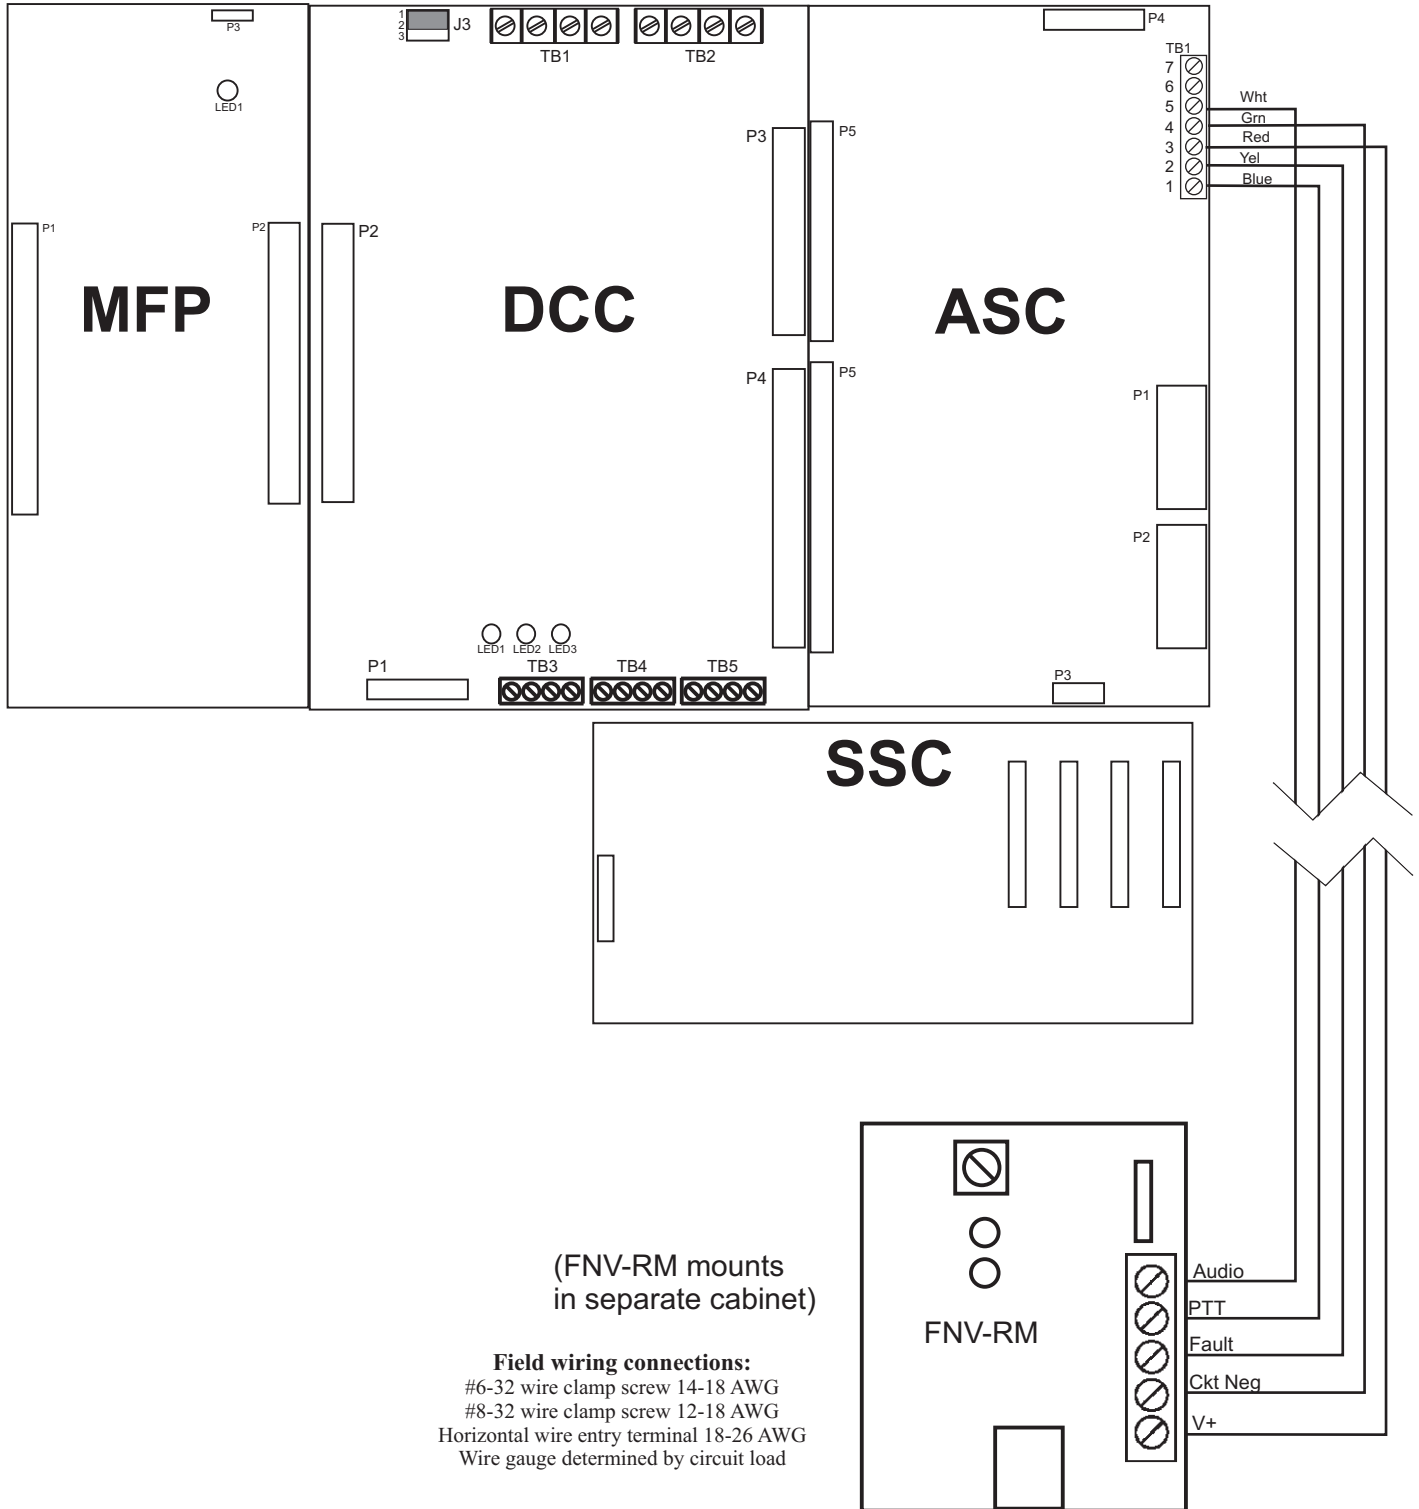 P3
LED1
P1
P2
MFP
1
2
3
J3
TB1
TB2
P3
P2
DCC
P4
LED1 LED2 LED3
P1
TB3
TB4
TB5
P4
TB1
7
6
5
4
3
2
1
Wht
Grn
Red
Yel
Blue
P5
ASC
P5
P1
P2
P3
SSC
(FNV-RM mounts
in separate cabinet)
FNV-RM
Audio
PTT
Fault
Ckt Neg
V+
Field wiring connections:
#6-32 wire clamp screw 14-18 AWG
#8-32 wire clamp screw 12-18 AWG
Horizontal wire entry terminal 18-26 AWG
Wire gauge determined by circuit load